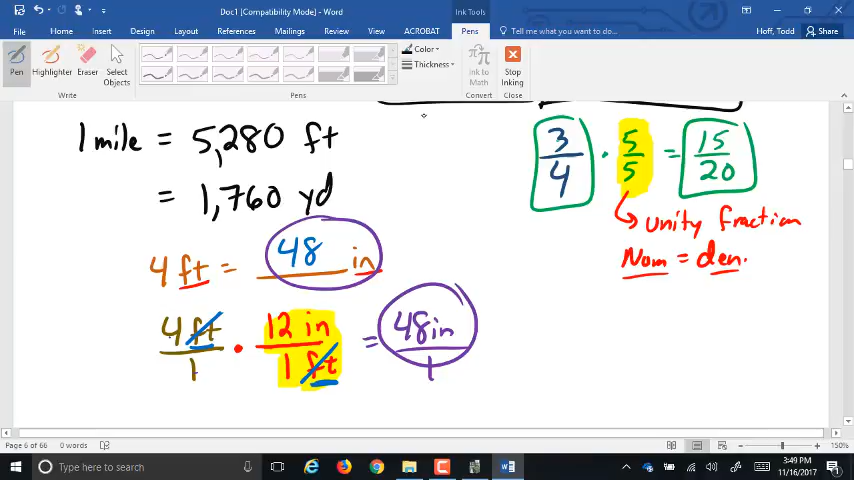 Doc1 [Compatibility Mode] - Word
Ink Tools
File
Home
Insert
Design
Layout
References
Mailings
Review
View
ACROBAT
Pens
Tell me what you want to do...
Hoff, Todd
Share
Pen
Highlighter
Eraser
Select Objects
Color
Thickness
Ink to Math
Stop Inking
Write
Pens
Convert
Close
1 mile = 5,280 ft
= 1,760 yd
4 ft = 48 in
4 ft / 1 • 12 in / 1 ft = 48 in / 1
3/4 · 5/5 = 15/20
Unity fraction
Num = den.
Page 6 of 66
0 words
150%
Type here to search
3:49 PM
11/16/2017